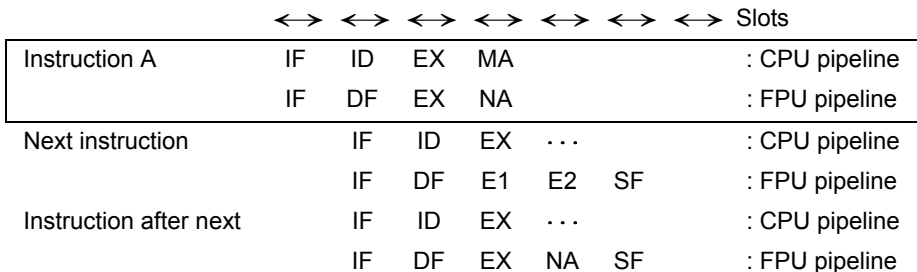 Slots
Instruction A IF ID EX MA : CPU pipeline
IF DF EX NA : FPU pipeline
Next instruction IF ID EX ... : CPU pipeline
IF DF E1 E2 SF : FPU pipeline
Instruction after next IF ID EX ... : CPU pipeline
IF DF EX NA SF : FPU pipeline